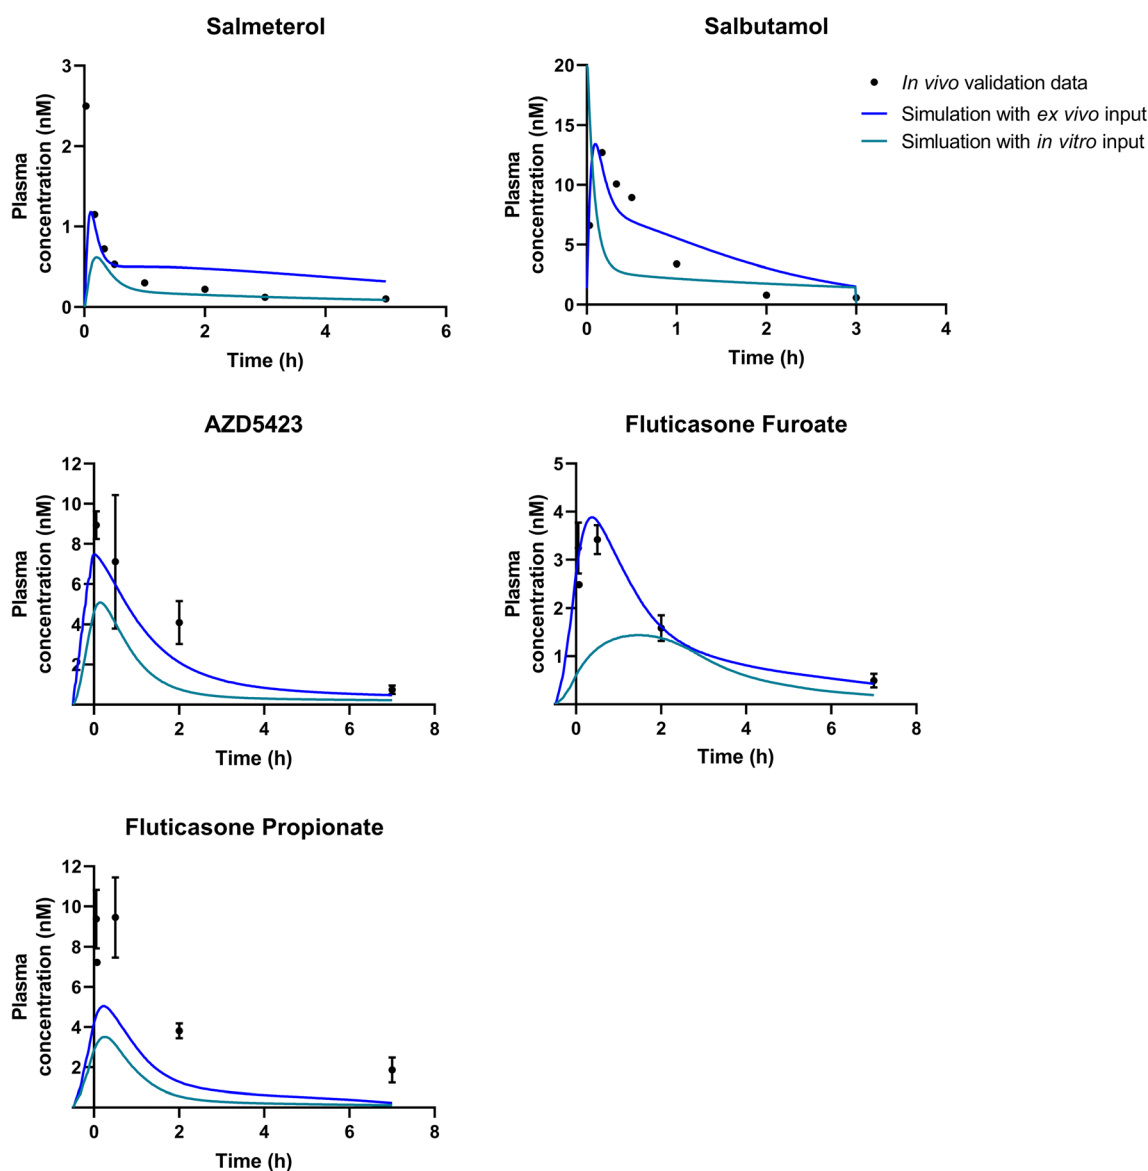 Salmeterol
Plasma
concentration (nM)
3
2
1
0
0
2
4
6
Time (h)
Salbutamol
Plasma
concentration (nM)
20
15
10
5
0
0
1
2
3
4
Time (h)
In vivo validation data
Simulation with ex vivo input
Simluation with in vitro input
AZD5423
Plasma
concentration (nM)
12
10
8
6
4
2
0
2
4
6
8
Time (h)
Fluticasone Furoate
Plasma
concentration (nM)
5
4
3
2
1
0
2
4
6
8
Time (h)
Fluticasone Propionate
Plasma
concentration (nM)
12
10
8
6
4
2
0
2
4
6
8
Time (h)